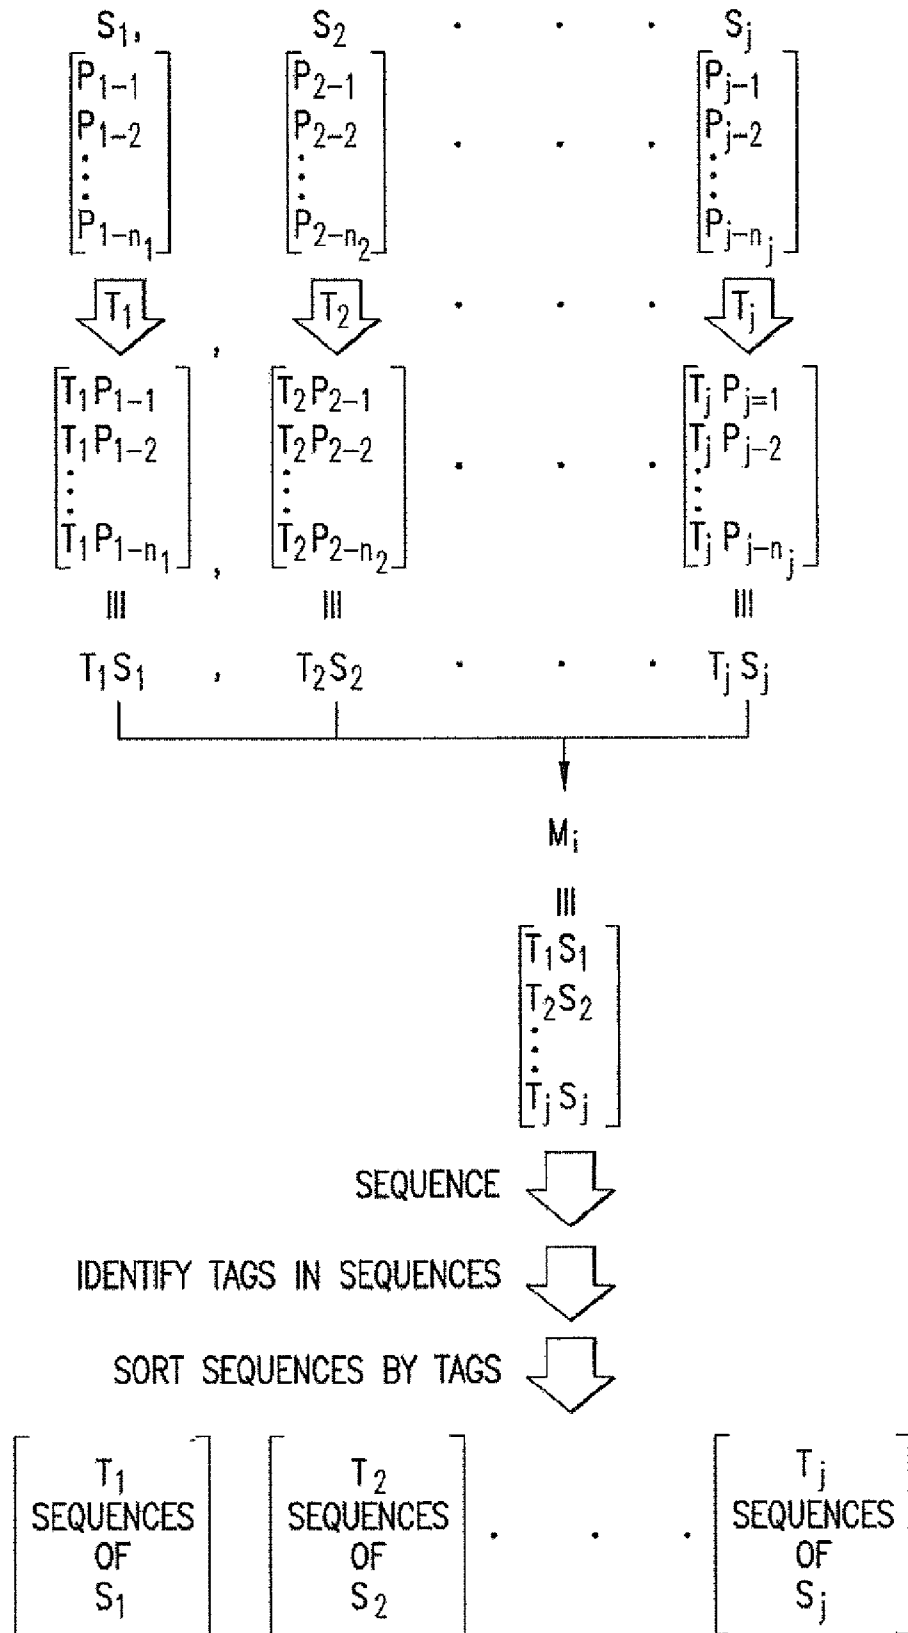 S₁, S₂ . . . Sⱼ
P₁₋₁ P₂₋₁ Pⱼ₋₁
P₁₋₂ P₂₋₂ . . . Pⱼ₋₂
⋮ ⋮ ⋮
P₁₋ₙ₁ P₂₋ₙ₂ Pⱼ₋ₙⱼ
T₁ , T₂ . . . Tⱼ
T₁P₁₋₁ T₂P₂₋₁ Tⱼ Pⱼ₌₁
T₁P₁₋₂ T₂P₂₋₂ . . . Tⱼ Pⱼ₋₂
⋮ ⋮ ⋮
T₁P₁₋ₙ₁ , T₂P₂₋ₙ₂ Tⱼ Pⱼ₋ₙⱼ
≡ ≡ ≡
T₁S₁ , T₂S₂ . . . Tⱼ Sⱼ
Mᵢ
≡
T₁S₁
T₂S₂
⋮
Tⱼ Sⱼ
SEQUENCE
IDENTIFY TAGS IN SEQUENCES
SORT SEQUENCES BY TAGS
T₁ T₂ Tⱼ
SEQUENCES SEQUENCES . . . SEQUENCES
OF OF OF
S₁ S₂ Sⱼ